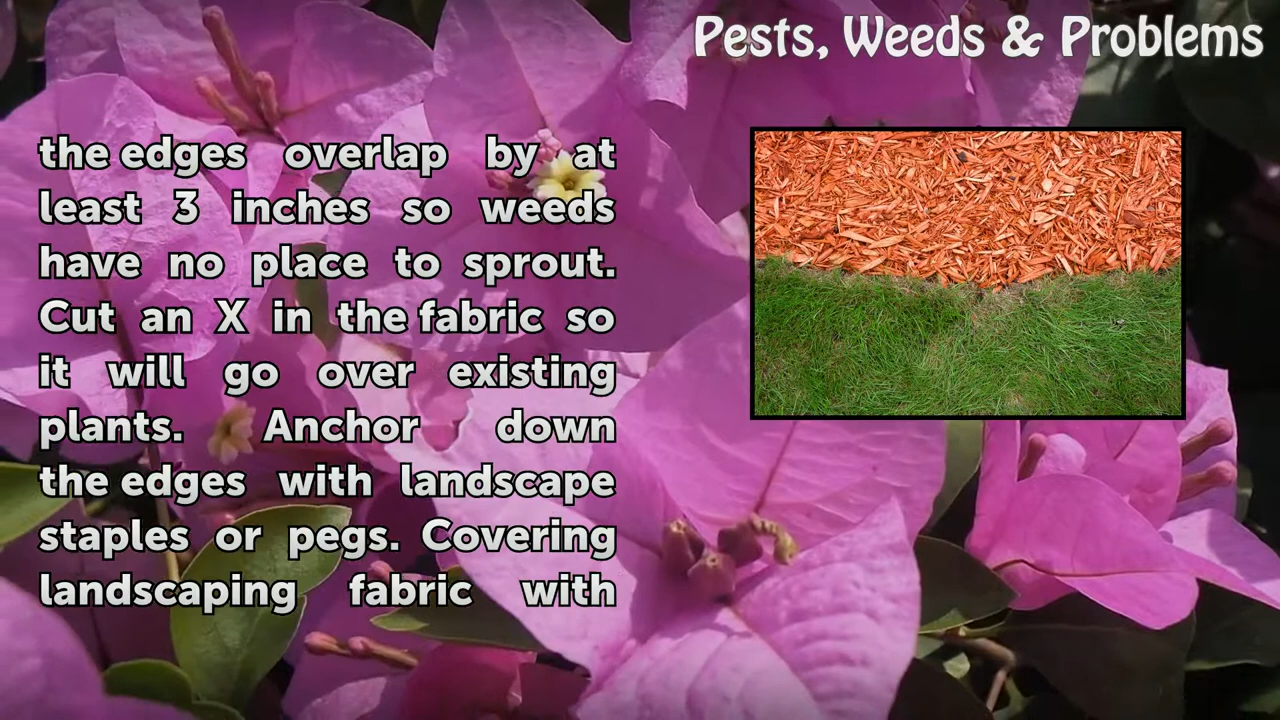 Pests, Weeds & Problems
the edges overlap by at
least 3 inches so weeds
have no place to sprout.
Cut an X in the fabric so
it will go over existing
plants. Anchor down
the edges with landscape
staples or pegs. Covering
landscaping fabric with